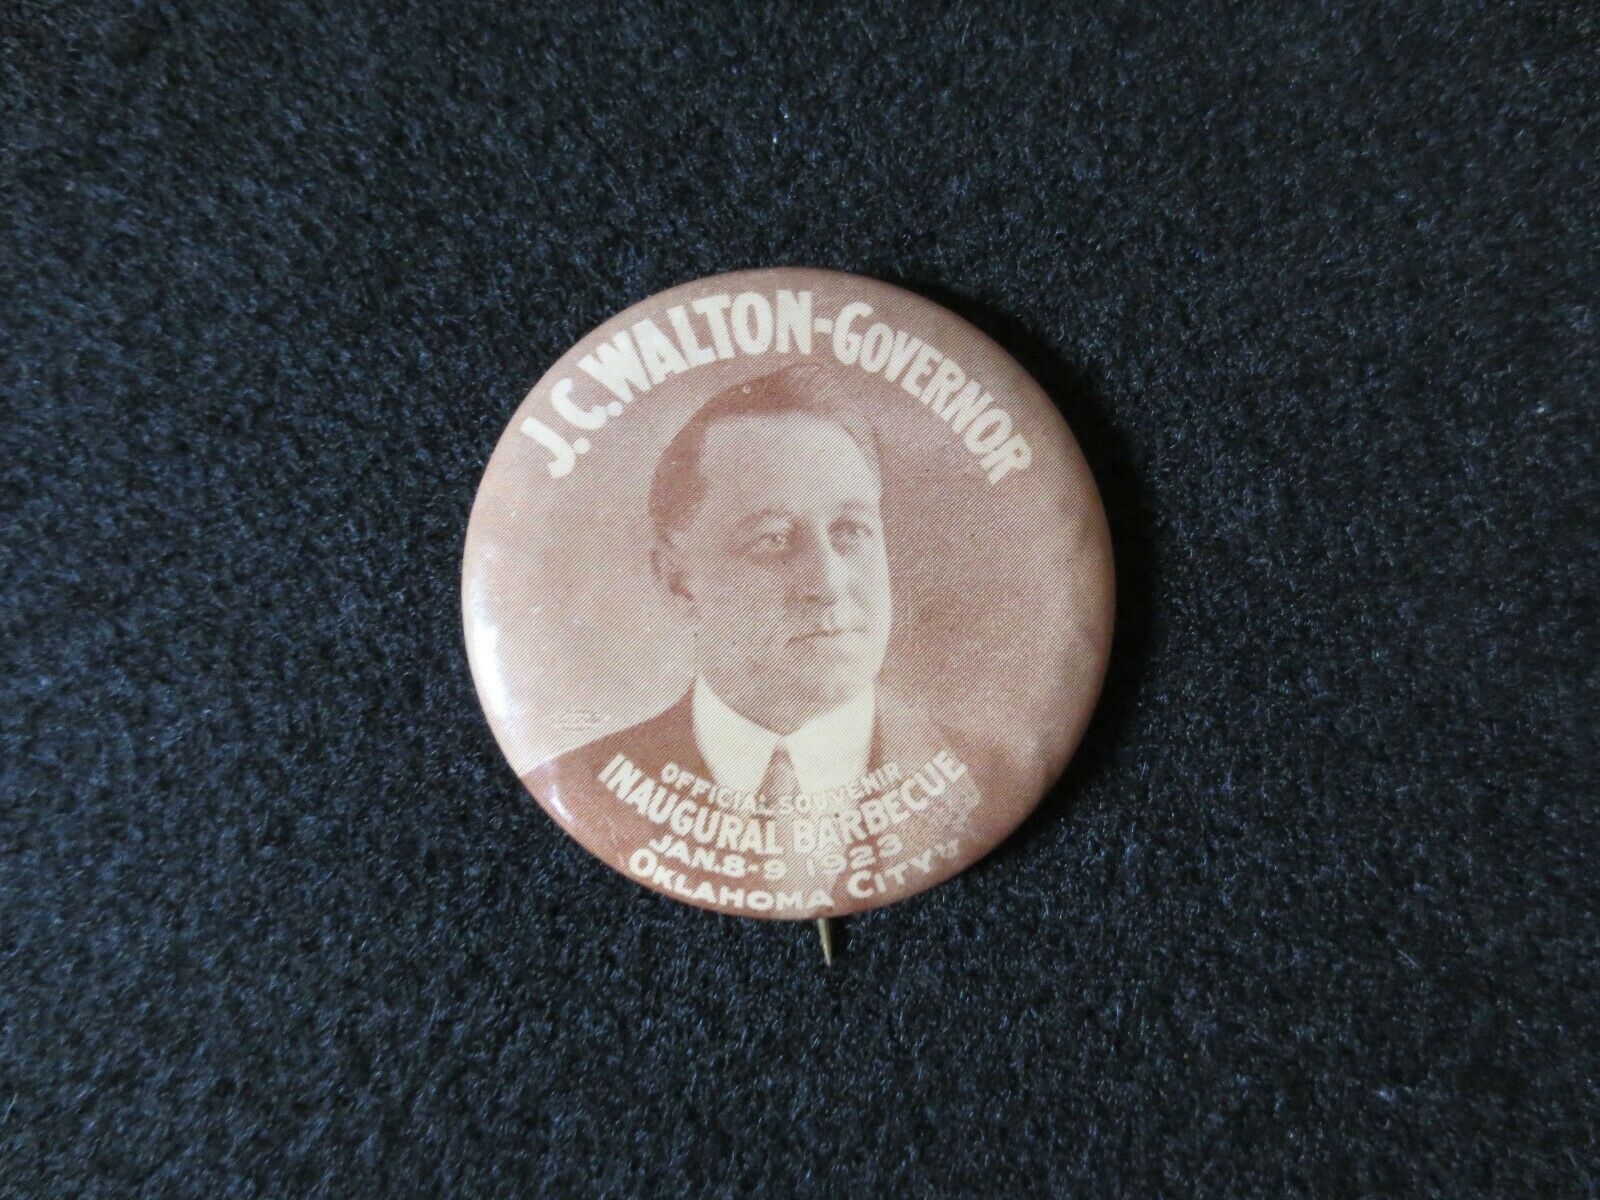 J.C. WALTON-GOVERNOR
OFFICIAL SOUVENIR
INAUGURAL BARBECUE
JAN. 8-9 1923
OKLAHOMA CITY